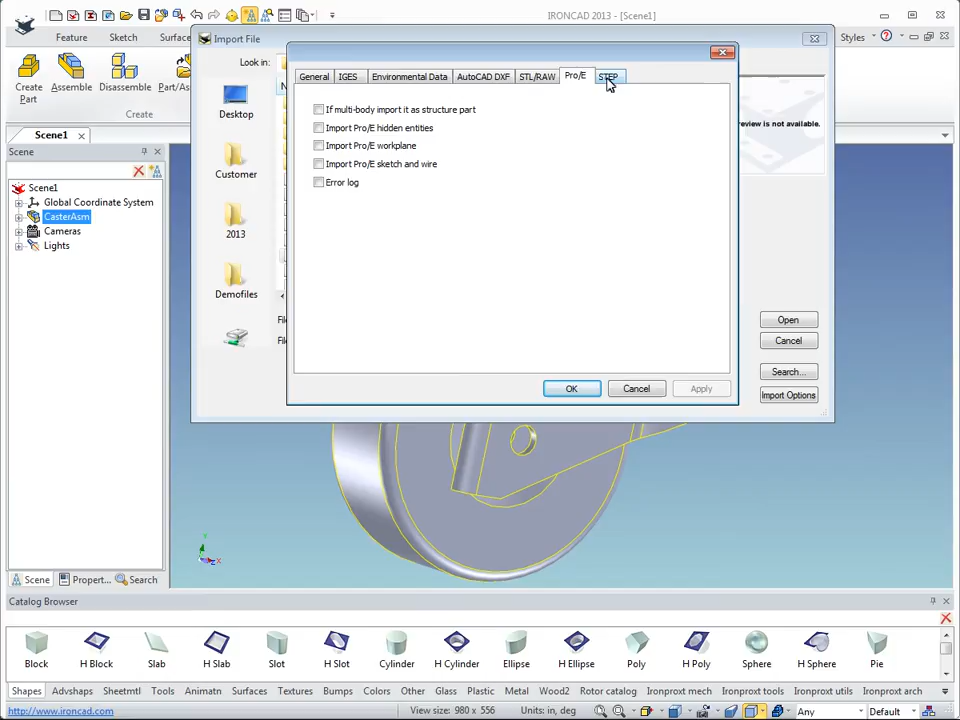 IRONCAD 2013 - [Scene1]
Feature
Sketch
Surface
Styles
Create Part
Assembly
Part/As
Create
Import File
Look in:
Desktop
Customer
2013
Demofiles
General
IGES
Environmental Data
AutoCAD DXF
STL/RAW
Pro/E
STEP
If multi-body import it as structure part
Import Pro/E hidden entities
Import Pro/E workplane
Import Pro/E sketch and wire
Error log
OK
Cancel
Apply
review is not available.
Open
Cancel
Search...
Import Options
Scene1
Scene
Scene1
Global Coordinate System
CasterAsm
Cameras
Lights
Scene
Propert...
Search
Catalog Browser
Block
H Block
Slab
H Slab
Slot
H Slot
Cylinder
H Cylinder
Ellipse
H Ellipse
Poly
H Poly
Sphere
H Sphere
Pie
Shapes
Advshaps
Sheetmtl
Tools
Animatn
Surfaces
Textures
Bumps
Colors
Other
Glass
Plastic
Metal
Wood2
Rotor catalog
Ironpro mech
Ironpro tools
Ironpro utils
Ironpro arch
http://www.ironcad.com
View size: 980 x 556
Units: in, deg
Any
Default